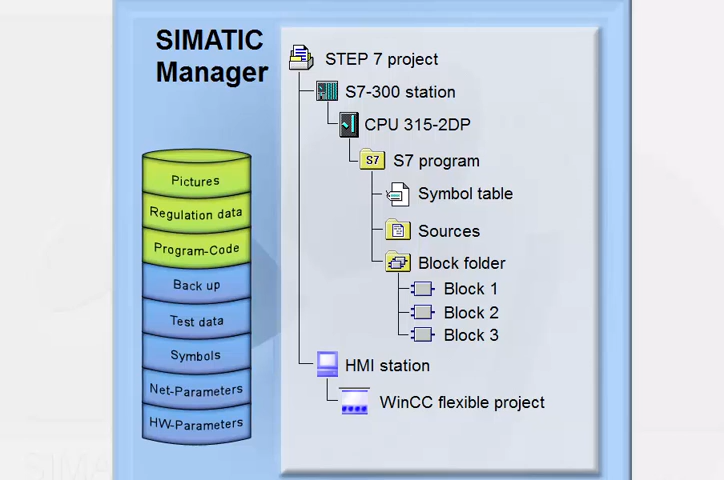 SIMATIC
Manager
Pictures
Regulation data
Program-Code
Back up
Test data
Symbols
Net-Parameters
HW-Parameters
STEP 7 project
S7-300 station
CPU 315-2DP
S7 S7 program
Symbol table
Sources
Block folder
Block 1
Block 2
Block 3
HMI station
WinCC flexible project
SIMA